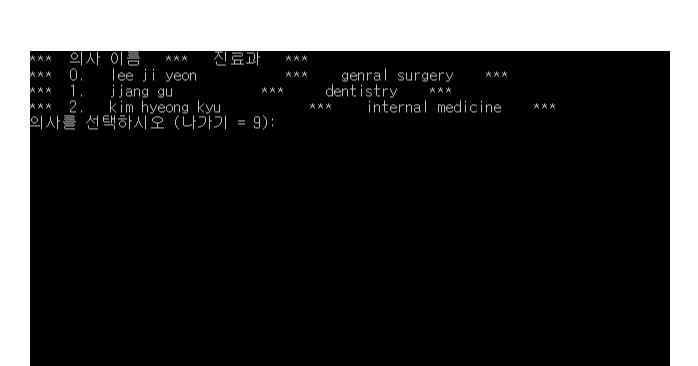 *** 의사 이름 *** 진료과 ***
*** 0. lee ji yeon *** genral surgery ***
*** 1. jjang gu *** dentistry ***
*** 2. kim hyeong kyu *** internal medicine ***
의사를 선택하시오 (나가기 = 9):